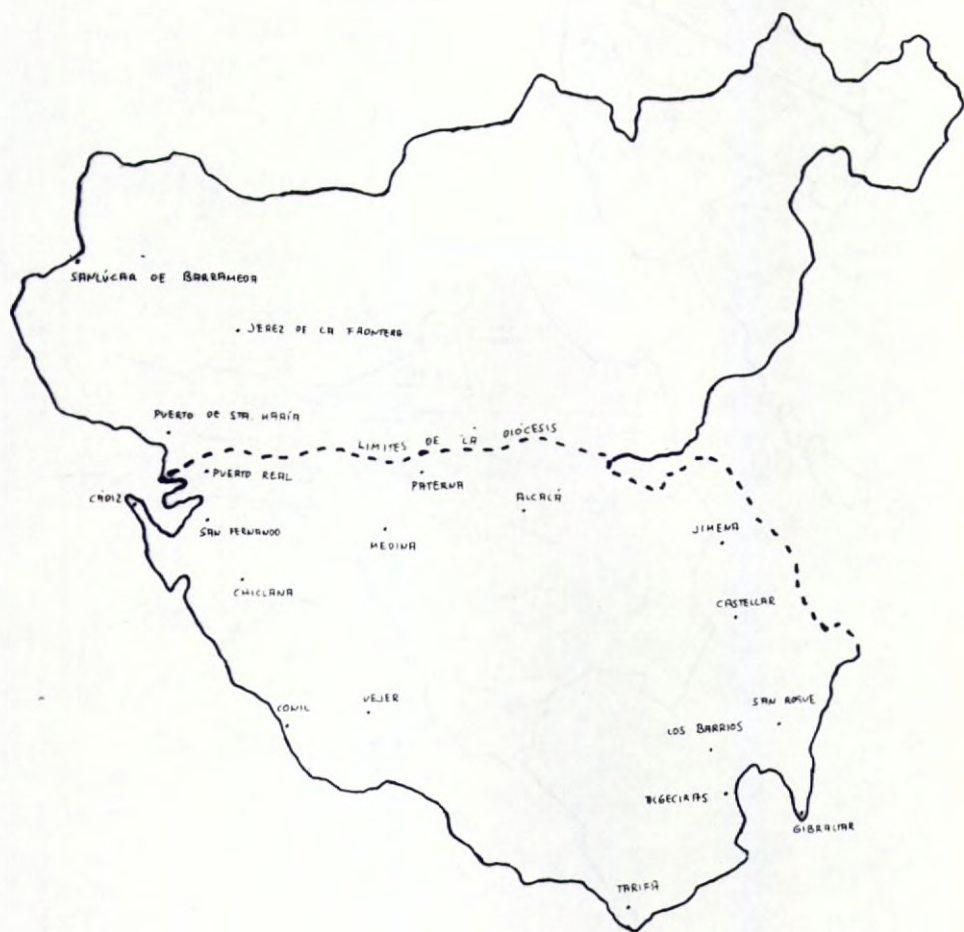 SANLÚCAR DE BARRAMEDA
JEREZ DE LA FRONTERA
PUERTO DE STA. MARÍA
LIMITES DE LA DIÓCESIS
PUERTO REAL
PATERNA
CÁDIZ
ALCALÁ
SAN FERNANDO
MEDINA
JIMENA
CHICLANA
CASTELLAR
CONIL
VEJER
SAN ROQUE
LOS BARRIOS
ALGECIRAS
GIBRALTAR
TARIFA